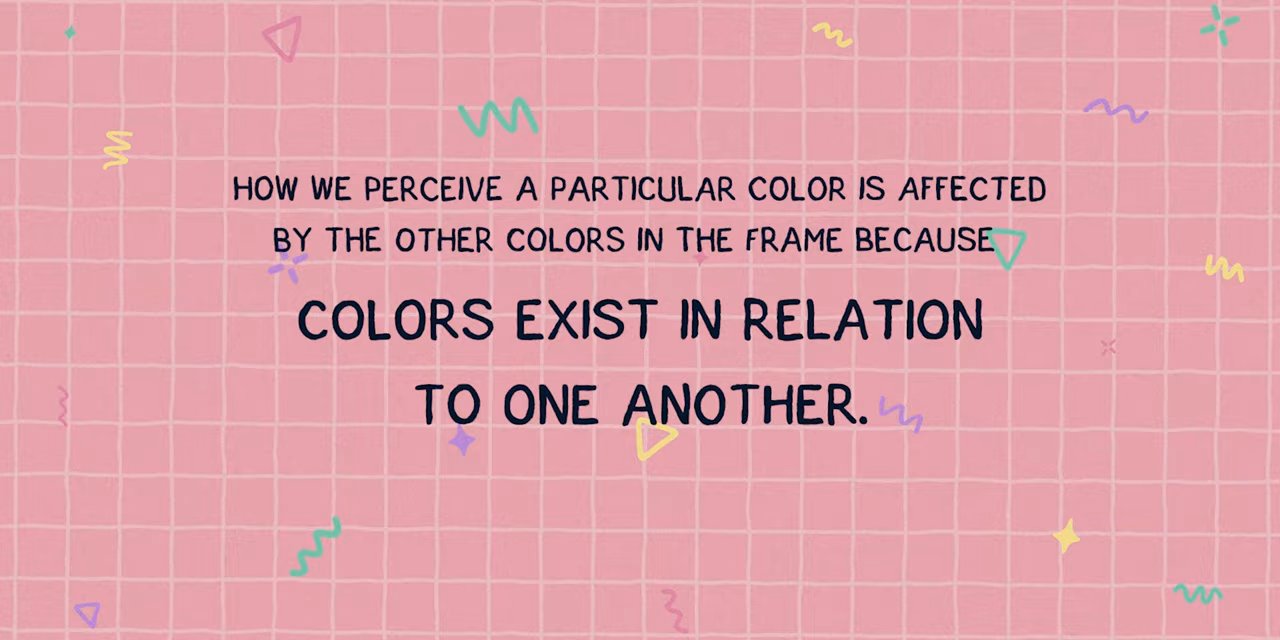 HOW WE PERCEIVE A PARTICULAR COLOR IS AFFECTED
BY THE OTHER COLORS IN THE FRAME BECAUSE
COLORS EXIST IN RELATION
TO ONE ANOTHER.